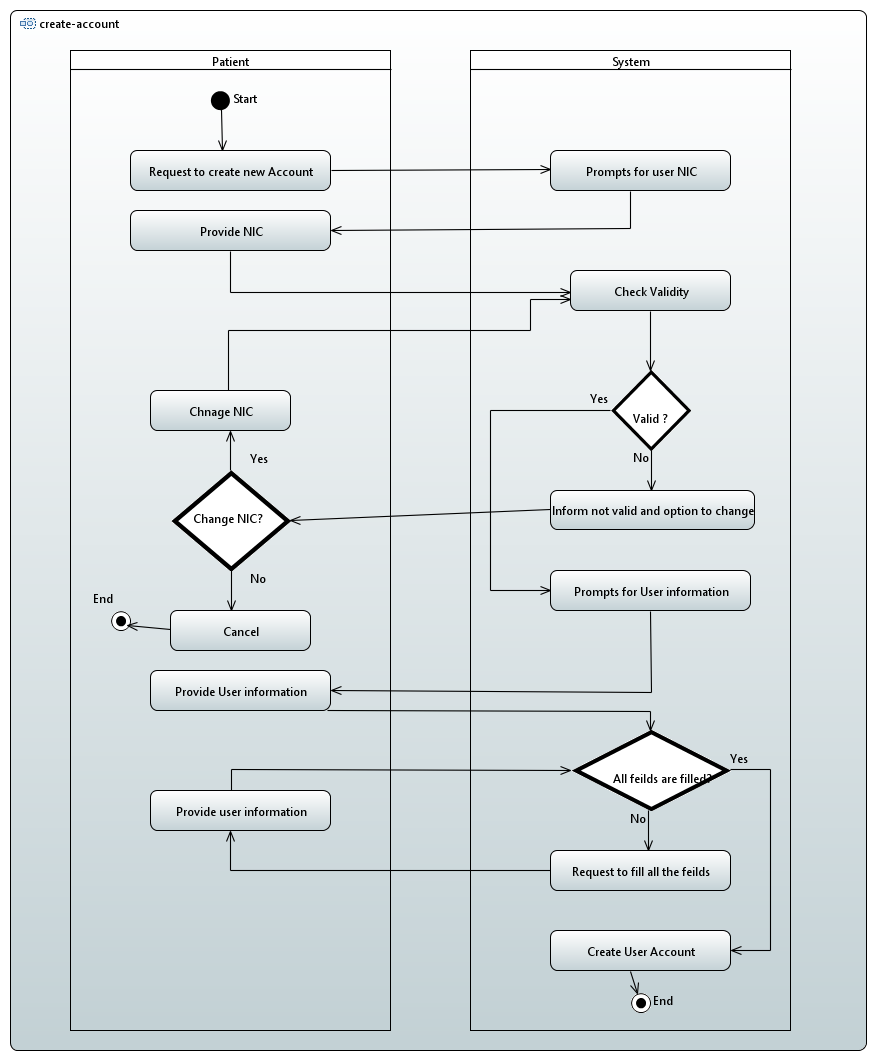 create-account
Patient
System
Start
Request to create new Account
Prompts for user NIC
Provide NIC
Check Validity
Chnage NIC
Yes
Valid ?
No
Yes
Change NIC?
Inform not valid and option to change
No
End
Cancel
Prompts for User information
Provide User information
All feilds are filled?
Yes
Provide user information
No
Request to fill all the feilds
Create User Account
End